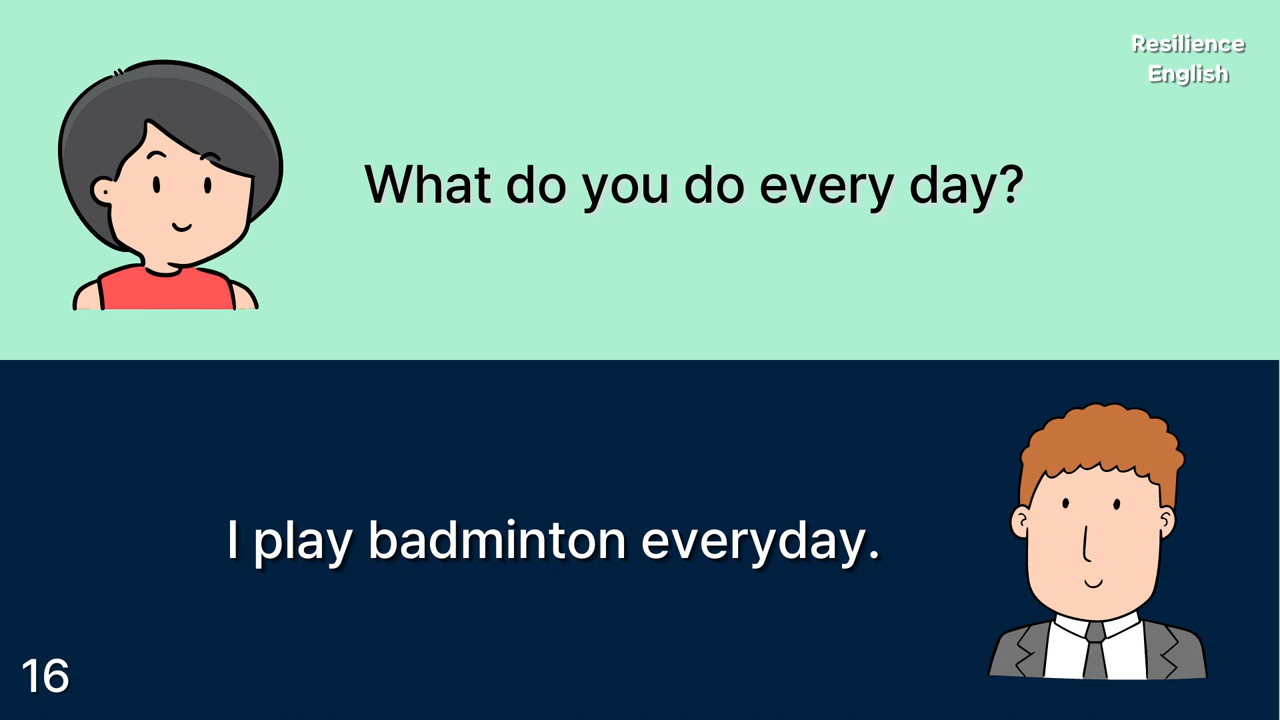 Resilience
English
What do you do every day?
I play badminton everyday.
16